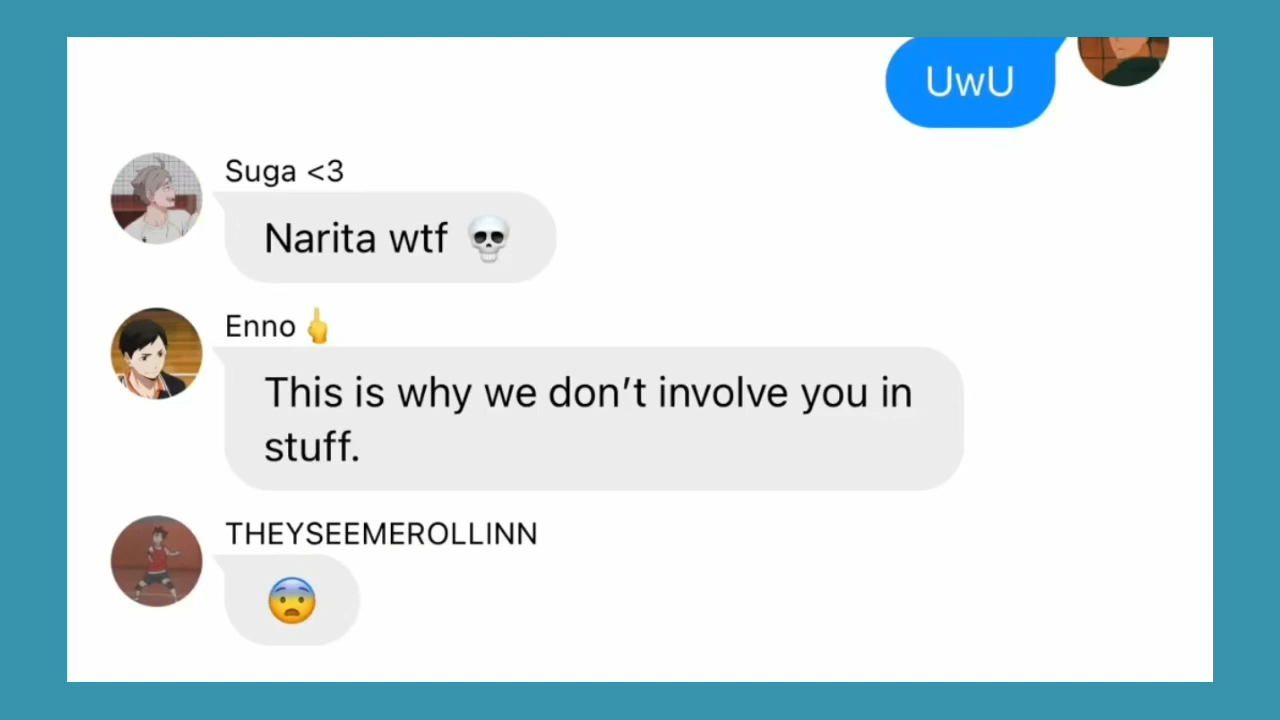 UwU
Suga <3
Narita wtf 💀
Enno 🖕
This is why we don't involve you in
stuff.
THEYSEEMEROLLINN
😨